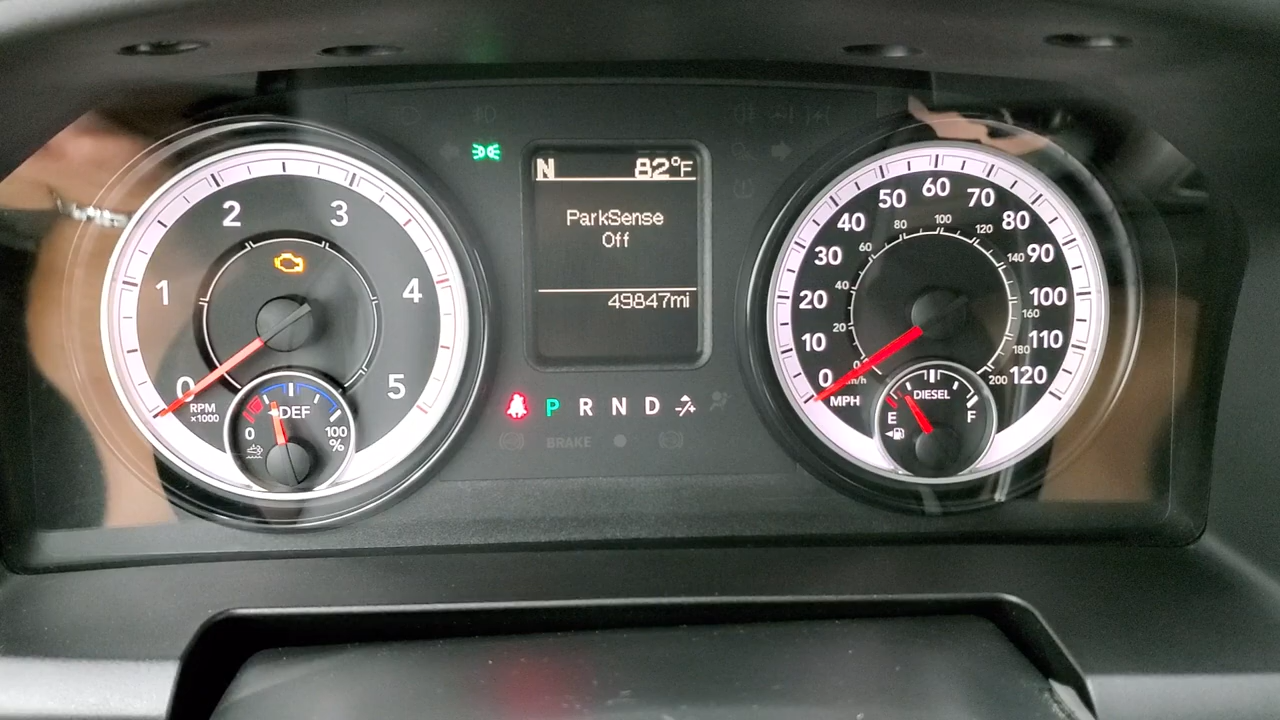 0 1 2 3 4 5
RPM
x1000
DEF
0 100
%
N 82°F
ParkSense
Off
49847mi
P R N D
BRAKE
0 10 20 30 40 50 60 70 80 90 100 110 120
MPH
0 20 40 60 80 100 120 140 160 180 200
km/h
DIESEL
E F